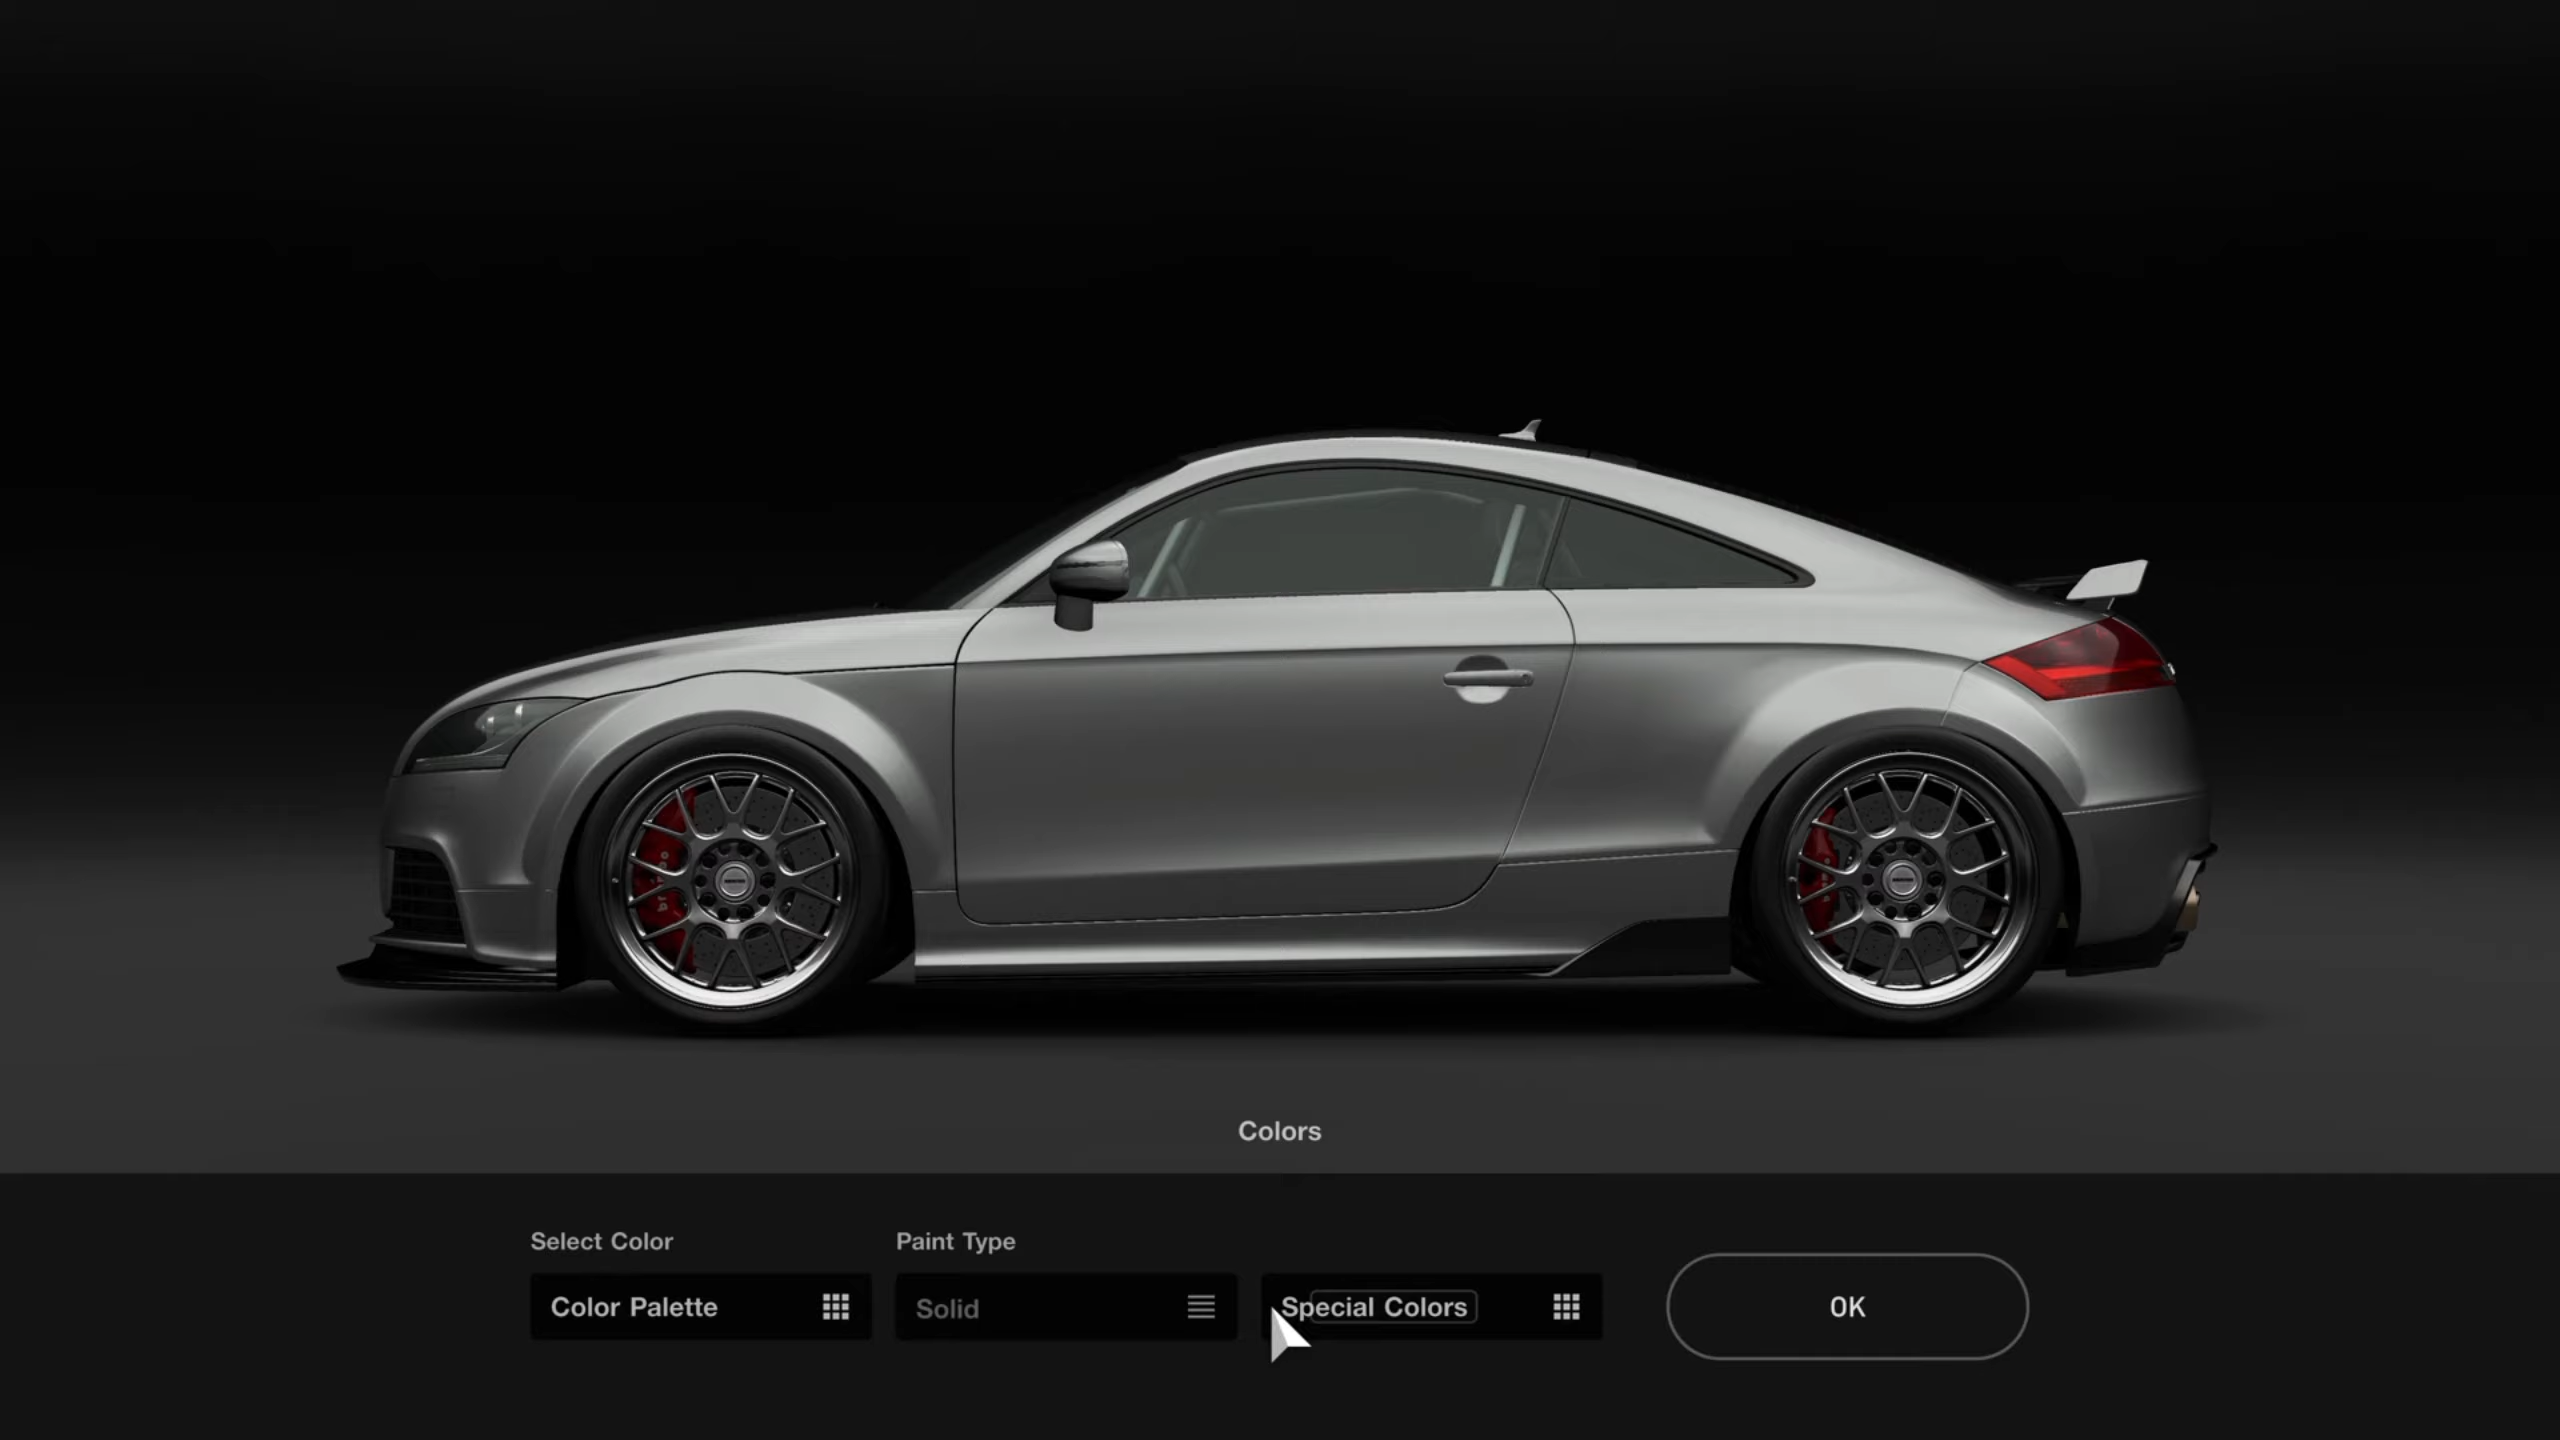 Colors
Select Color
Paint Type
Color Palette
Solid
Special Colors
OK